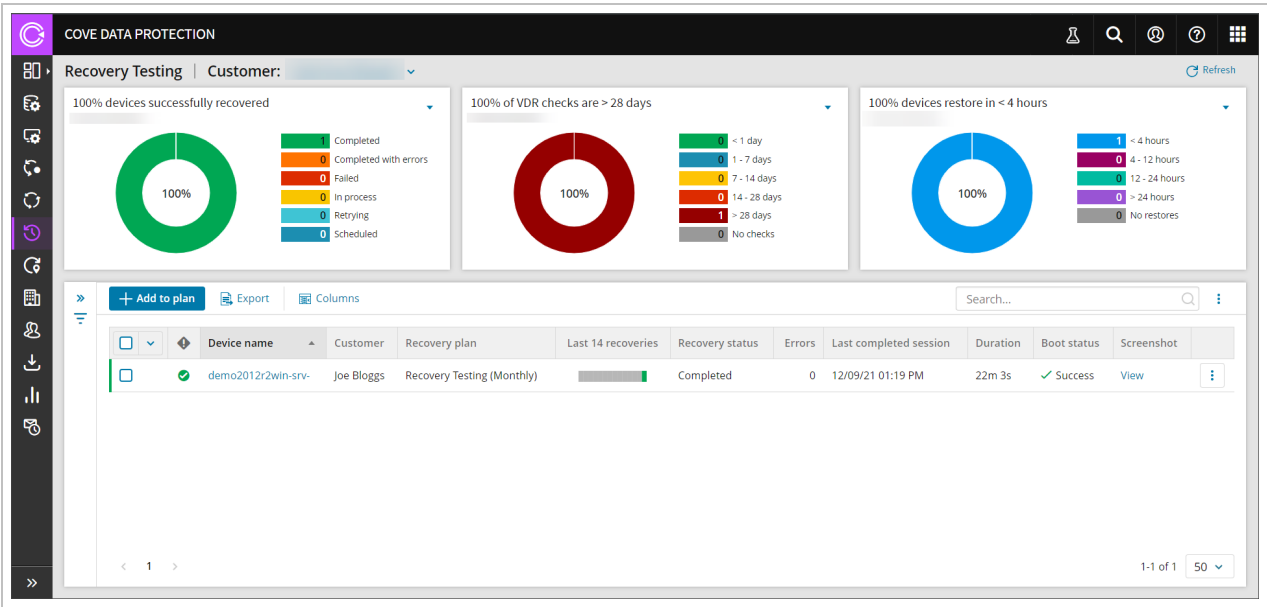 COVE DATA PROTECTION
Recovery Testing | Customer:
Refresh
100% devices successfully recovered
100%
1 Completed
0 Completed with errors
0 Failed
0 In process
0 Retrying
0 Scheduled
100% of VDR checks are > 28 days
100%
0 < 1 day
0 1 - 7 days
0 7 - 14 days
0 14 - 28 days
1 > 28 days
0 No checks
100% devices restore in < 4 hours
100%
1 < 4 hours
0 4 - 12 hours
0 12 - 24 hours
0 > 24 hours
0 No restores
Add to plan Export Columns Search...
Device name Customer Recovery plan Last 14 recoveries Recovery status Errors Last completed session Duration Boot status Screenshot
demo2012r2win-srv- Joe Bloggs Recovery Testing (Monthly) Completed 0 12/09/21 01:19 PM 22m 3s Success View
1 1-1 of 1 50